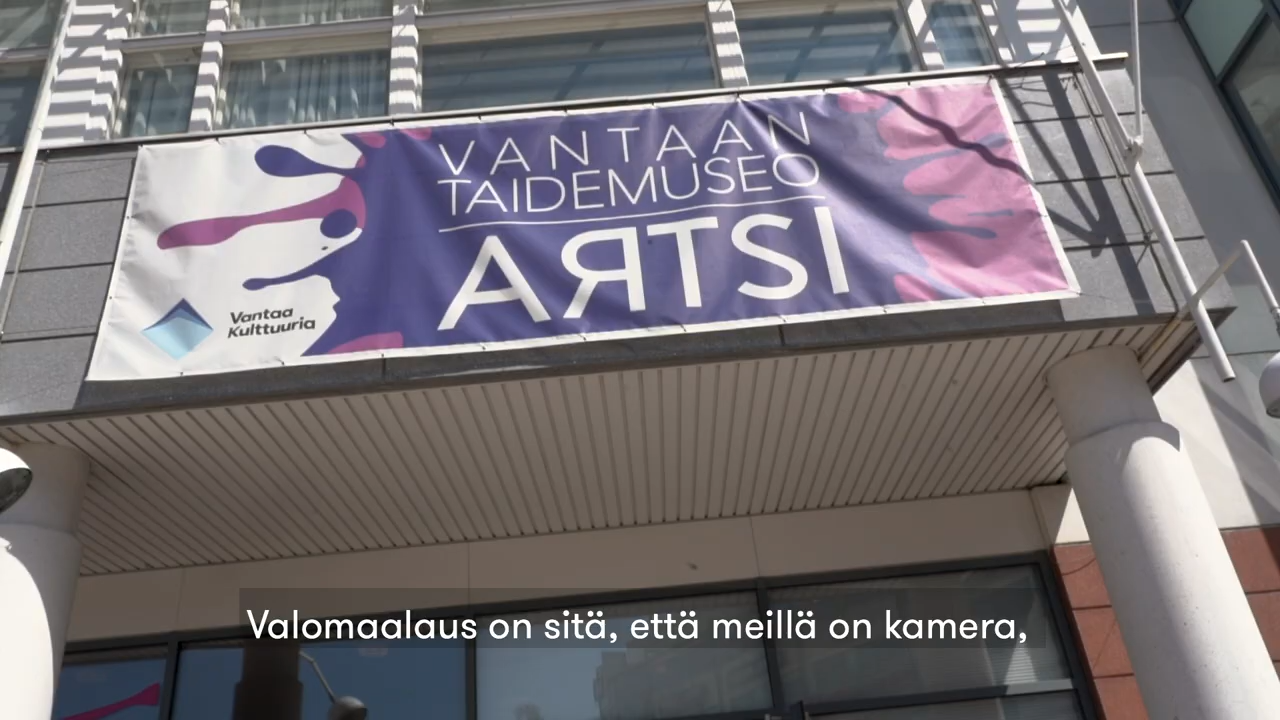 VANTAAN
TAIDEMUSEO
ARTSI
Vantaa
Kulttuuria
Valomaalaus on sitä, että meillä on kamera,